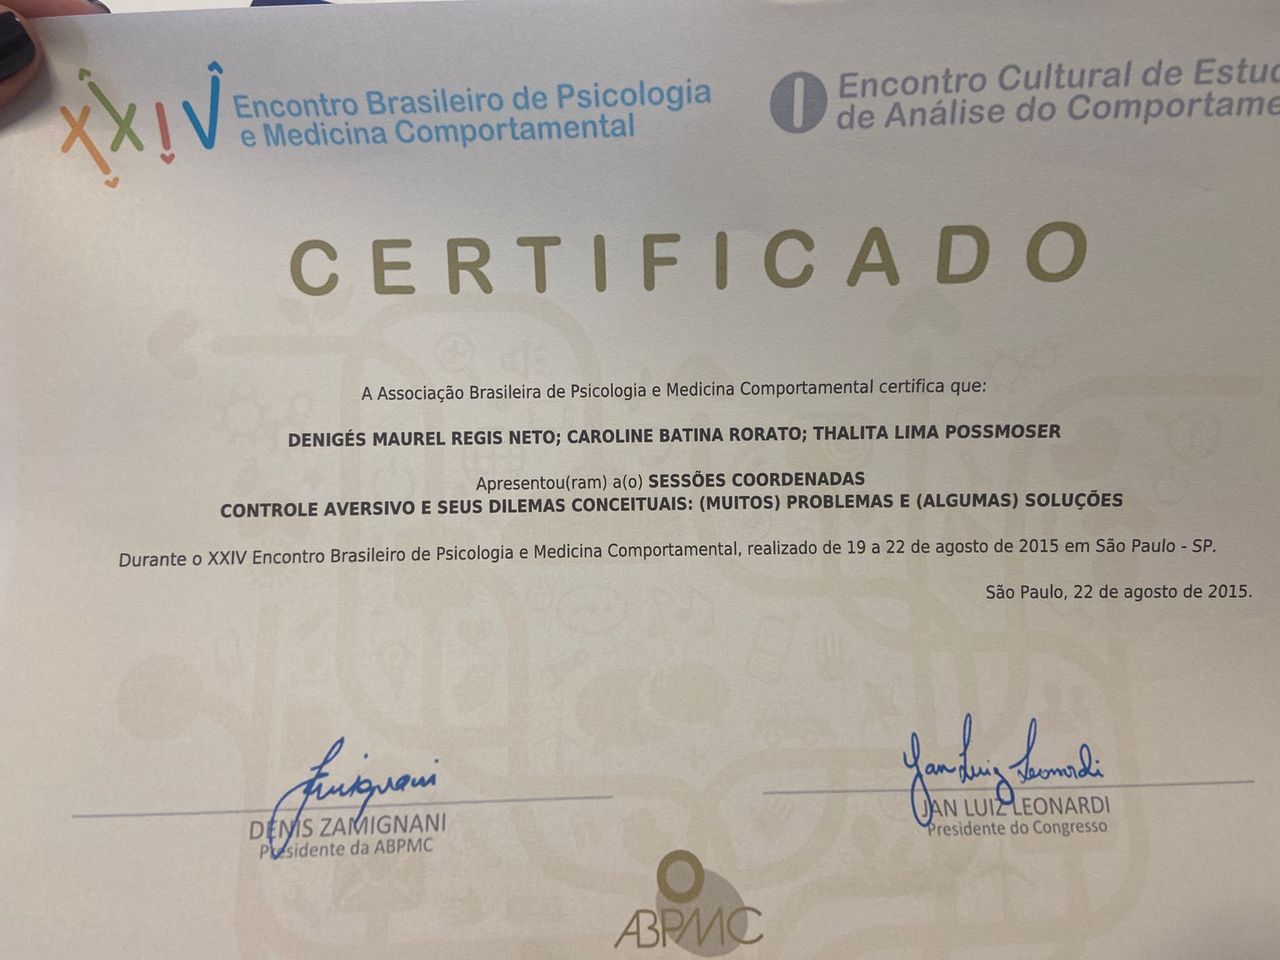 XXIV Encontro Brasileiro de Psicologia
e Medicina Comportamental
I Encontro Cultural de
de Análise do
CERTIFICADO
A Associação Brasileira de Psicologia e Medicina Comportamental certifica que:
DENIGÉS MAUREL REGIS NETO; CAROLINE BATINA RORATO; THALITA LIMA POSSMOSER
Apresentou(ram) a(o) SESSÕES COORDENADAS
CONTROLE AVERSIVO E SEUS DILEMAS CONCEITUAIS: (MUITOS) PROBLEMAS E (ALGUMAS) SOLUÇÕES
Durante o XXIV Encontro Brasileiro de Psicologia e Medicina Comportamental, realizado de 19 a 22 de agosto de 2015 em São Paulo - SP.
São Paulo, 22 de agosto de 2015.
Zamignani
Yan Luiz Leonardi
DENIS ZAMIGNANI
JAN LUIZ LEONARDI
Presidente da ABPMC
Presidente do Congresso
ABPMC